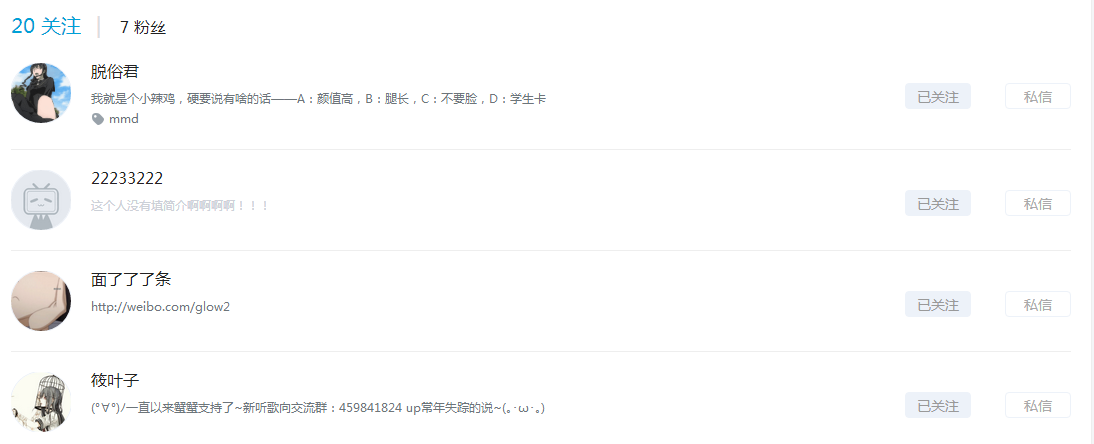 20 关注 7 粉丝
脱俗君
我就是个小辣鸡，硬要说有啥的话——A：颜值高，B：腿长，C：不要脸，D：学生卡
已关注 私信
mmd
22233222
这个人没有填简介啊啊啊啊！！！
已关注 私信
面了了了条
http://weibo.com/glow2
已关注 私信
筱叶子
(°∀°)ﾉ一直以来蟹蟹支持了~新听歌向交流群：459841824 up常年失踪的说~(｡･ω･｡)
已关注 私信